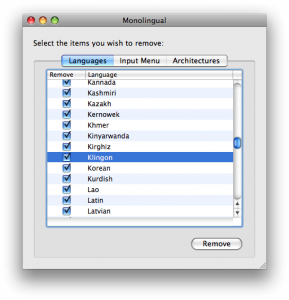 Monolingual
Select the items you wish to remove:
Languages Input Menu Architectures
Remove Language
Kannada
Kashmiri
Kazakh
Kernowek
Khmer
Kinyarwanda
Kirghiz
Klingon
Korean
Kurdish
Lao
Latin
Latvian
Remove